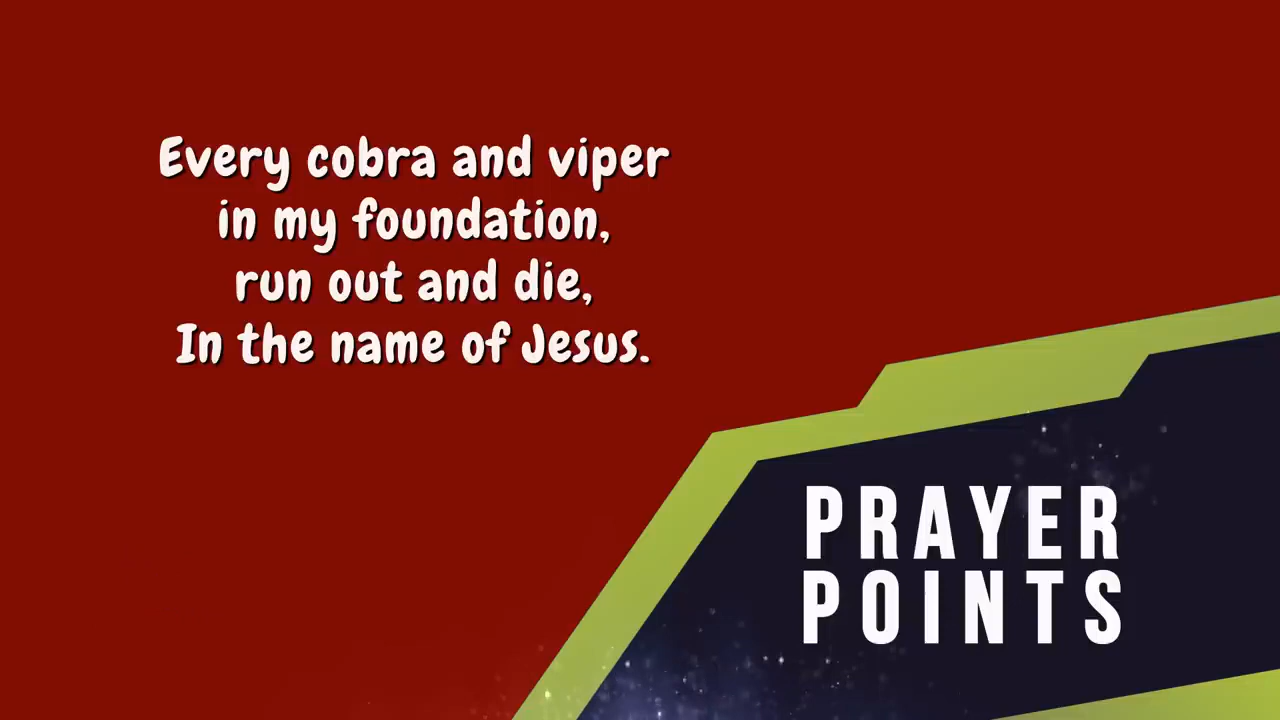 Every cobra and viper
in my foundation,
run out and die,
In the name of Jesus.
PRAYER
POINTS